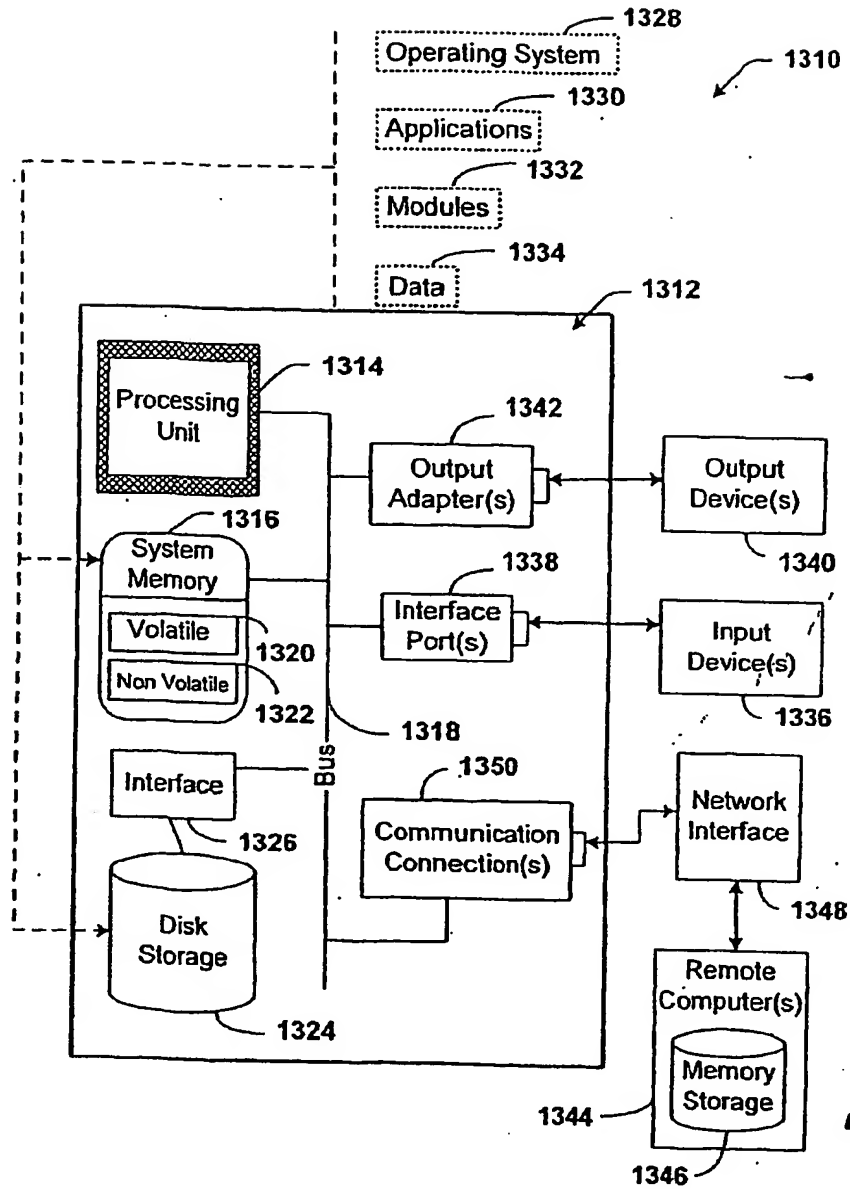 1328
Operating System
1310
1330
Applications
1332
Modules
1334
Data
1312
1314
Processing
Unit
1342
Output
Adapter(s)
Output
Device(s)
1340
1316
System
Memory
Volatile
1320
Non Volatile
1322
1338
Interface
Port(s)
Input
Device(s)
1336
1318
Bus
Interface
1326
1350
Communication
Connection(s)
Network
Interface
1348
Disk
Storage
1324
Remote
Computer(s)
Memory
Storage
1344
1346